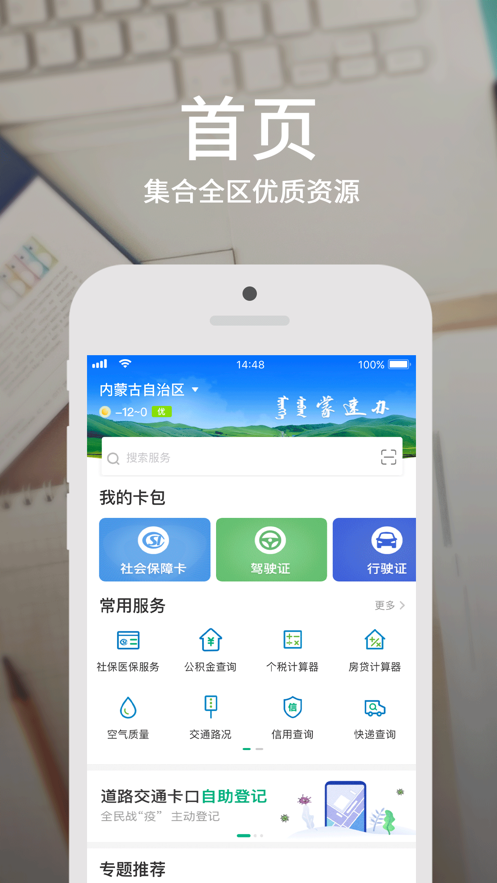 首页
集合全区优质资源
14:48
100%
内蒙古自治区
-12~0 优
蒙速办
搜索服务
我的卡包
社会保障卡 驾驶证 行驶证
常用服务 更多
社保医保服务 公积金查询 个税计算器 房贷计算器
信
空气质量 交通路况 信用查询 快递查询
道路交通卡口自助登记
全民战“疫” 主动登记
专题推荐